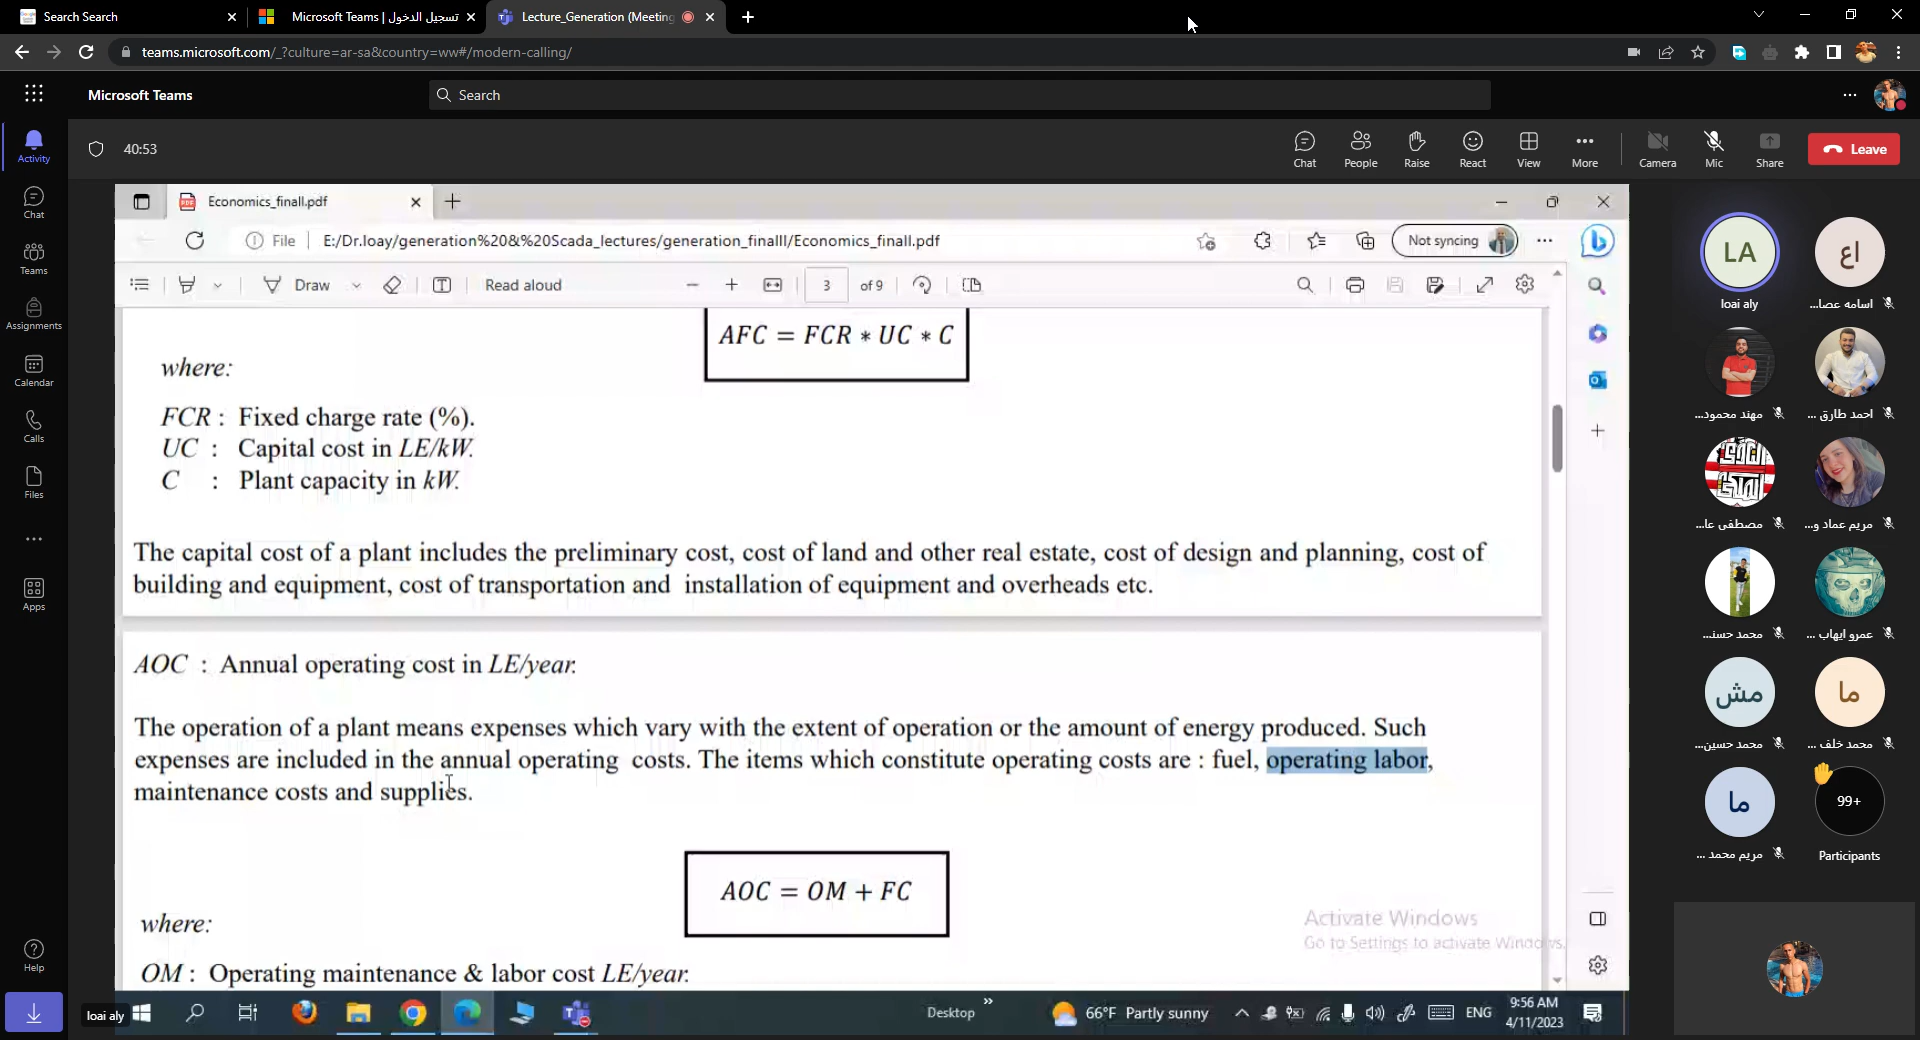 Search Search
Microsoft Teams | تسجيل الدخول
Lecture_Generation (Meeting
teams.microsoft.com/_?culture=ar-sa&country=ww#/modern-calling/
Microsoft Teams
Search
Activity
Chat
Teams
Assignments
Calendar
Calls
Files
Apps
Help
40:53
Chat
People
Raise
React
View
More
Camera
Mic
Share
Leave
Economics_finall.pdf
File
E:/Dr.loay/generation%20&%20Scada_lectures/generation_finalll/Economics_finall.pdf
Not syncing
Draw
Read aloud
3 of 9
AFC = FCR * UC * C
where:
FCR : Fixed charge rate (%).
UC : Capital cost in LE/kW.
C : Plant capacity in kW.
The capital cost of a plant includes the preliminary cost, cost of land and other real estate, cost of design and planning, cost of
building and equipment, cost of transportation and installation of equipment and overheads etc.
AOC : Annual operating cost in LE/year.
The operation of a plant means expenses which vary with the extent of operation or the amount of energy produced. Such
expenses are included in the annual operating costs. The items which constitute operating costs are : fuel, operating labor,
maintenance costs and supplies.
AOC = OM + FC
where:
OM : Operating maintenance & labor cost LE/year.
Activate Windows
Go to Settings to activate Windows.
loai aly
Desktop
66°F Partly sunny
ENG
9:56 AM
4/11/2023
LA
loai aly
اع
اسامه عصا...
مهند محمود...
احمد طارق ...
مصطفى عا...
مريم عماد و...
محمد حسن...
عمرو ايهاب ...
مش
محمد حسين...
ما
محمد خلف ...
ما
مريم محمد ...
99+
Participants